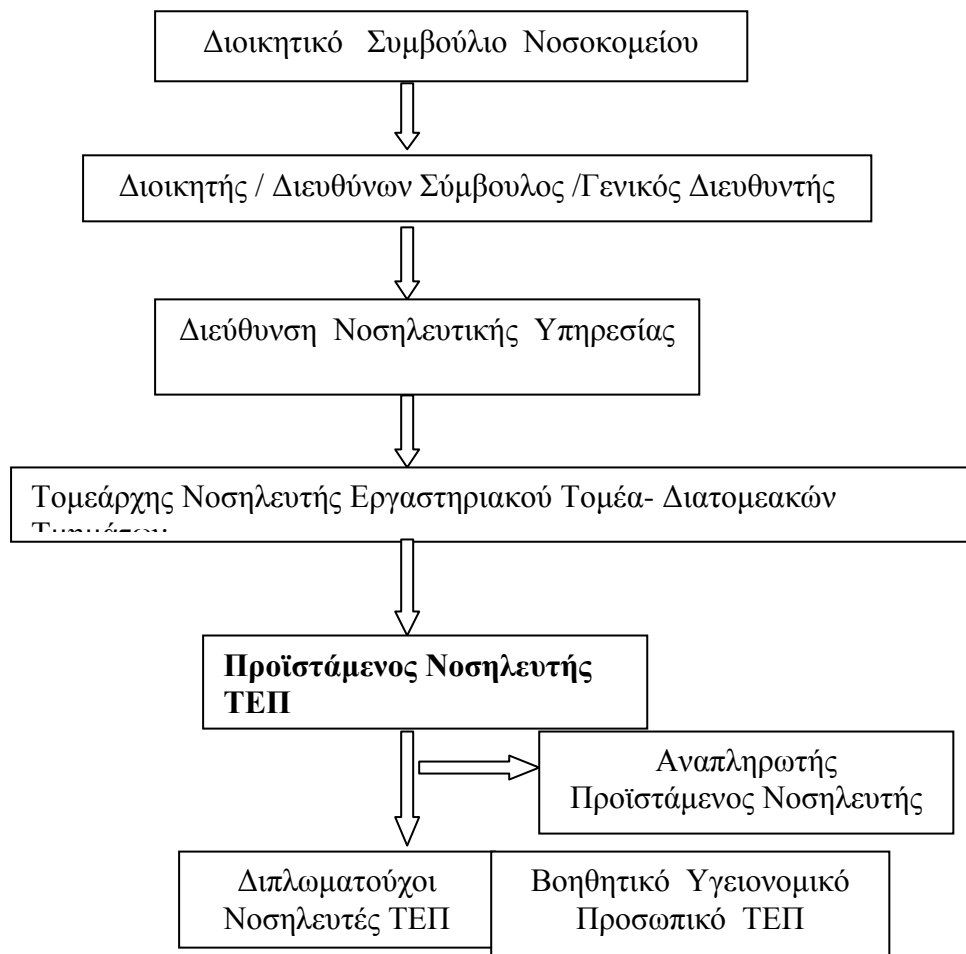 Διοικητικό Συμβούλιο Νοσοκομείου
Διοικητής / Διευθύνων Σύμβουλος /Γενικός Διευθυντής
Διεύθυνση Νοσηλευτικής Υπηρεσίας
Τομεάρχης Νοσηλευτής Εργαστηριακού Τομέα- Διατομεακών
Προϊστάμενος Νοσηλευτής
ΤΕΠ
Αναπληρωτής
Προϊστάμενος Νοσηλευτής
Διπλωματούχοι
Νοσηλευτές ΤΕΠ
Βοηθητικό Υγειονομικό
Προσωπικό ΤΕΠ